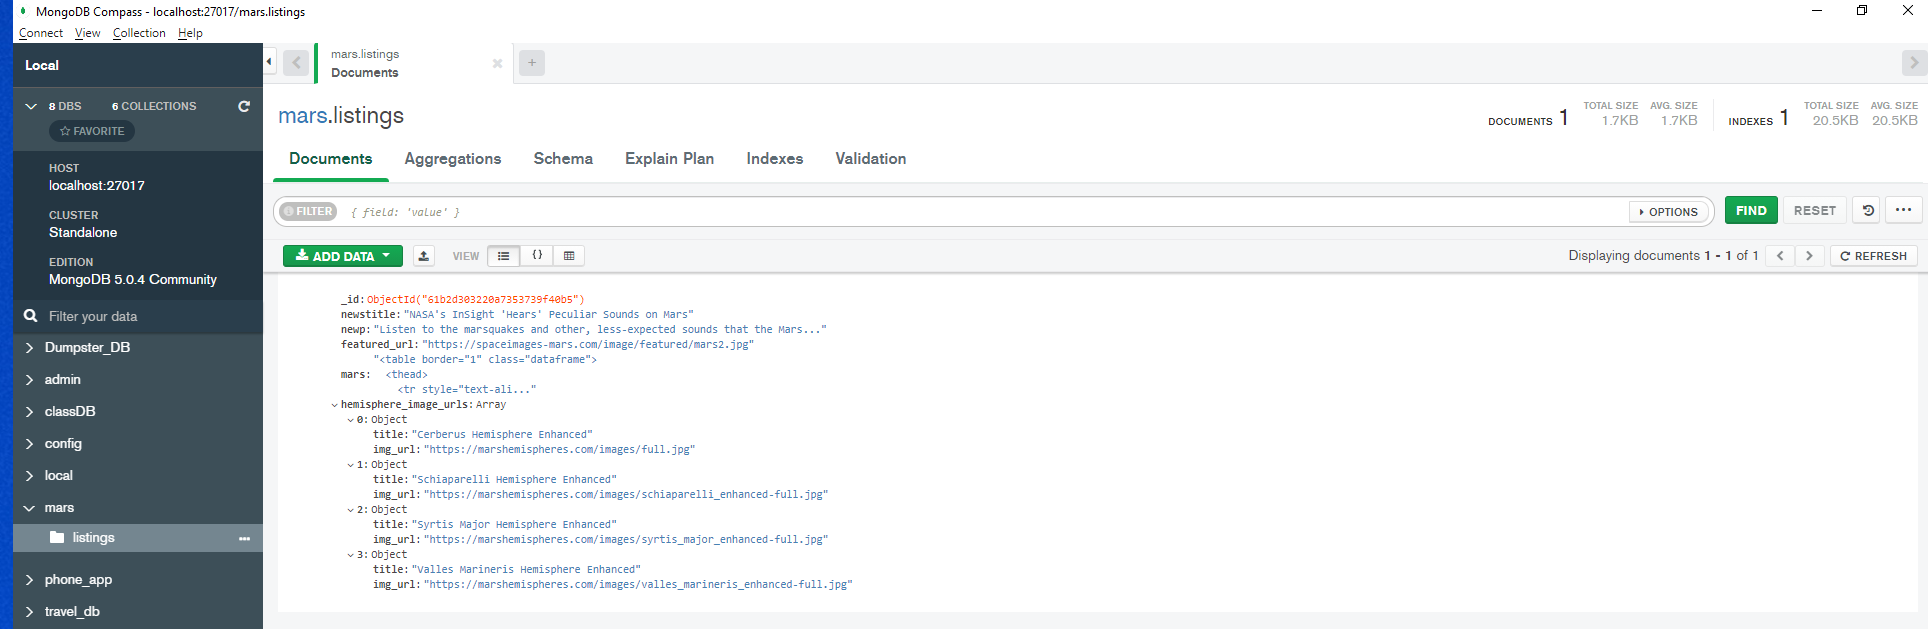 MongoDB Compass - localhost:27017/mars.listings
Connect View Collection Help
Local
8 DBS 6 COLLECTIONS
FAVORITE
HOST
localhost:27017
CLUSTER
Standalone
EDITION
MongoDB 5.0.4 Community
Filter your data
Dumpster_DB
admin
classDB
config
local
mars
listings
phone_app
travel_db
mars.listings
Documents
mars.listings
DOCUMENTS 1 TOTAL SIZE 1.7KB AVG. SIZE 1.7KB INDEXES 1 TOTAL SIZE 20.5KB AVG. SIZE 20.5KB
Documents Aggregations Schema Explain Plan Indexes Validation
FILTER { field: 'value' } OPTIONS FIND RESET
ADD DATA VIEW Displaying documents 1 - 1 of 1 REFRESH
_id: ObjectId("61b2d303220a7353739f40b5")
newstitle: "NASA's InSight 'Hears' Peculiar Sounds on Mars"
newp: "Listen to the marsquakes and other, less-expected sounds that the Mars..."
featured_url: "https://spaceimages-mars.com/image/featured/mars2.jpg"
"<table border="1" class="dataframe">
mars: <thead>
<tr style="text-ali..."
hemisphere_image_urls: Array
0: Object
title: "Cerberus Hemisphere Enhanced"
img_url: "https://marshemispheres.com/images/full.jpg"
1: Object
title: "Schiaparelli Hemisphere Enhanced"
img_url: "https://marshemispheres.com/images/schiaparelli_enhanced-full.jpg"
2: Object
title: "Syrtis Major Hemisphere Enhanced"
img_url: "https://marshemispheres.com/images/syrtis_major_enhanced-full.jpg"
3: Object
title: "Valles Marineris Hemisphere Enhanced"
img_url: "https://marshemispheres.com/images/valles_marineris_enhanced-full.jpg"